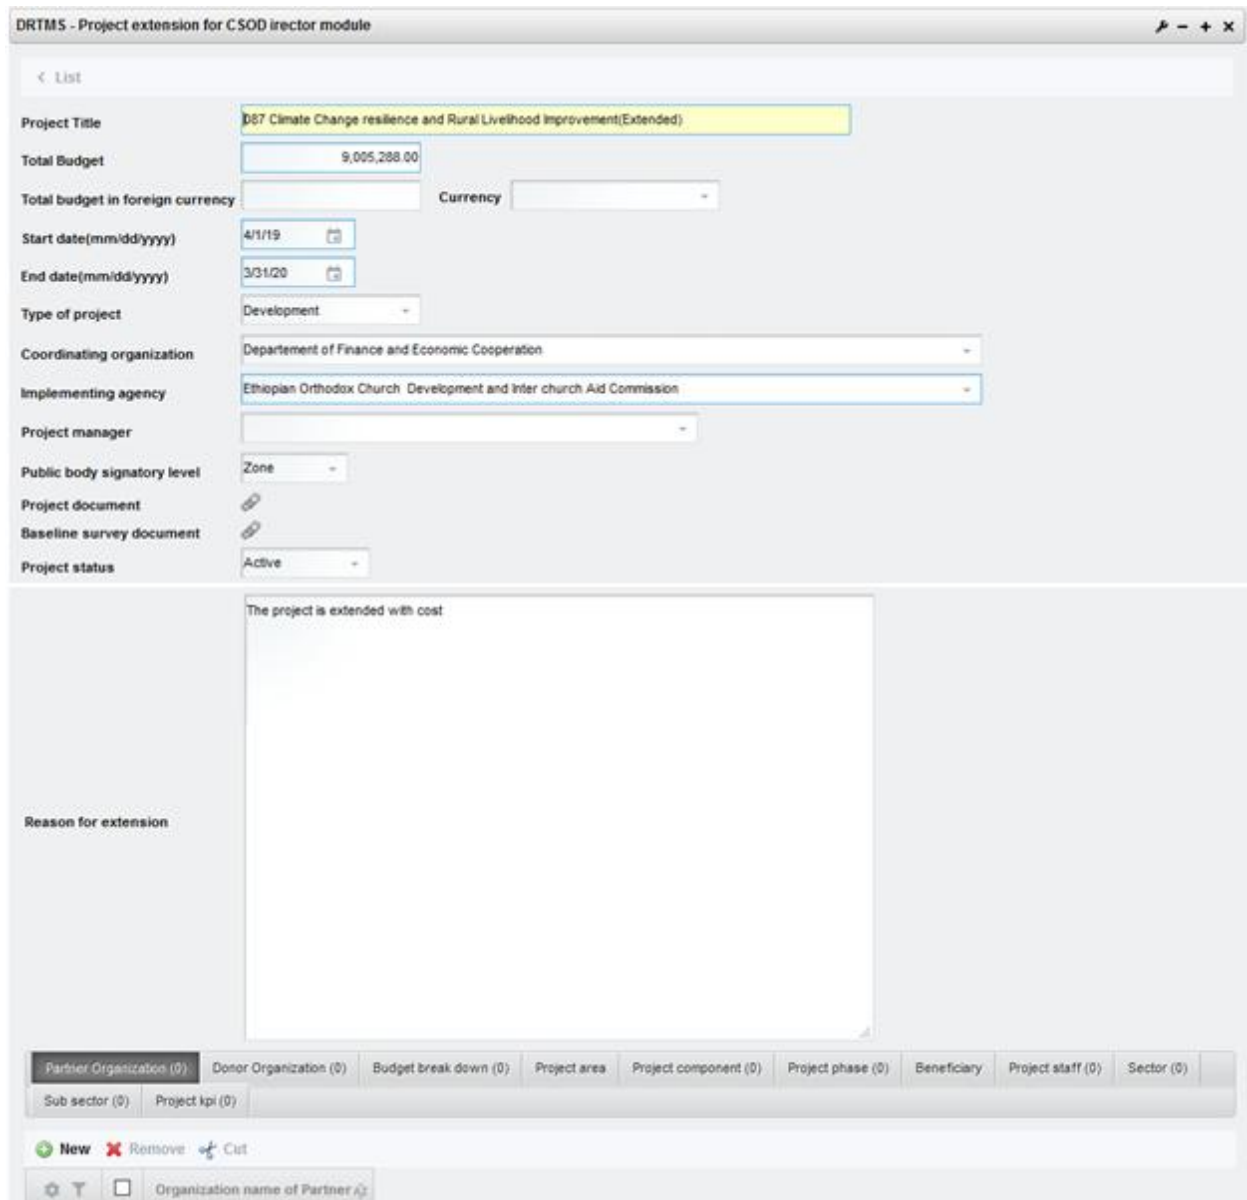 DRTMS - Project extension for CSOD irector module
< List
Project Title 087 Climate Change resilience and Rural Livelihood Improvement(Extended)
Total Budget 9,005,288.00
Total budget in foreign currency Currency
Start date(mm/dd/yyyy) 4/1/19
End date(mm/dd/yyyy) 3/31/20
Type of project Development
Coordinating organization Departement of Finance and Economic Cooperation
Implementing agency Ethiopian Orthodox Church Development and Inter church Aid Commission
Project manager
Public body signatory level Zone
Project document
Baseline survey document
Project status Active
The project is extended with cost
Reason for extension
Partner Organization (0) Donor Organization (0) Budget break down (0) Project area Project component (0) Project phase (0) Beneficiary Project staff (0) Sector (0)
Sub sector (0) Project kpi (0)
New Remove Cut
Organization name of Partner